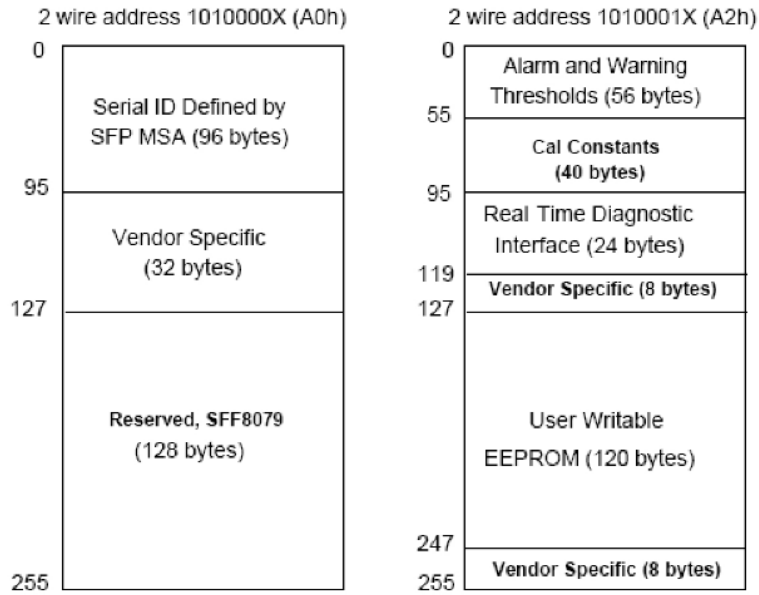 2 wire address 1010000X (A0h)
0
Serial ID Defined by
SFP MSA (96 bytes)
95
Vendor Specific
(32 bytes)
127
Reserved, SFF8079
(128 bytes)
255
2 wire address 1010001X (A2h)
0
Alarm and Warning
Thresholds (56 bytes)
55
Cal Constants
(40 bytes)
95
Real Time Diagnostic
Interface (24 bytes)
119
Vendor Specific (8 bytes)
127
User Writable
EEPROM (120 bytes)
247
Vendor Specific (8 bytes)
255